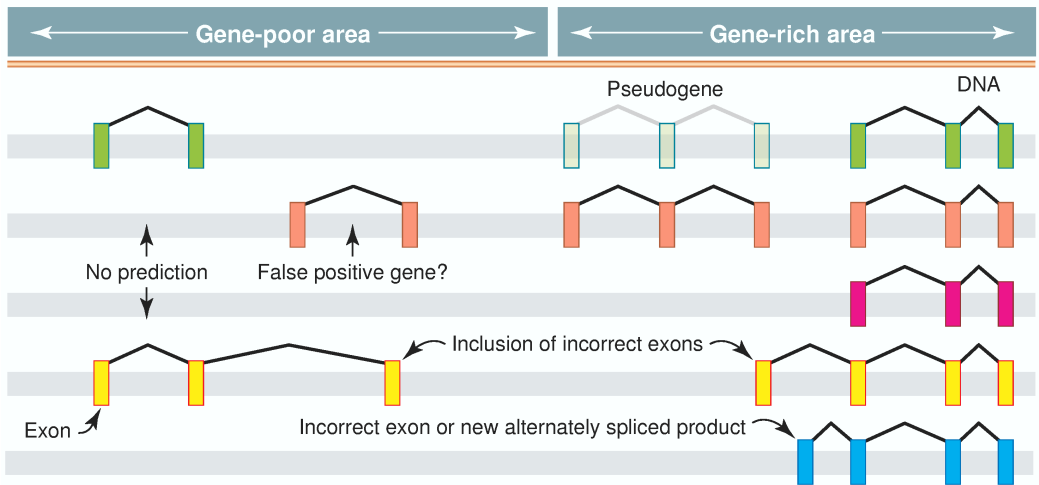 Gene-poor area
Gene-rich area
Pseudogene
DNA
No prediction
False positive gene?
Inclusion of incorrect exons
Exon
Incorrect exon or new alternately spliced product